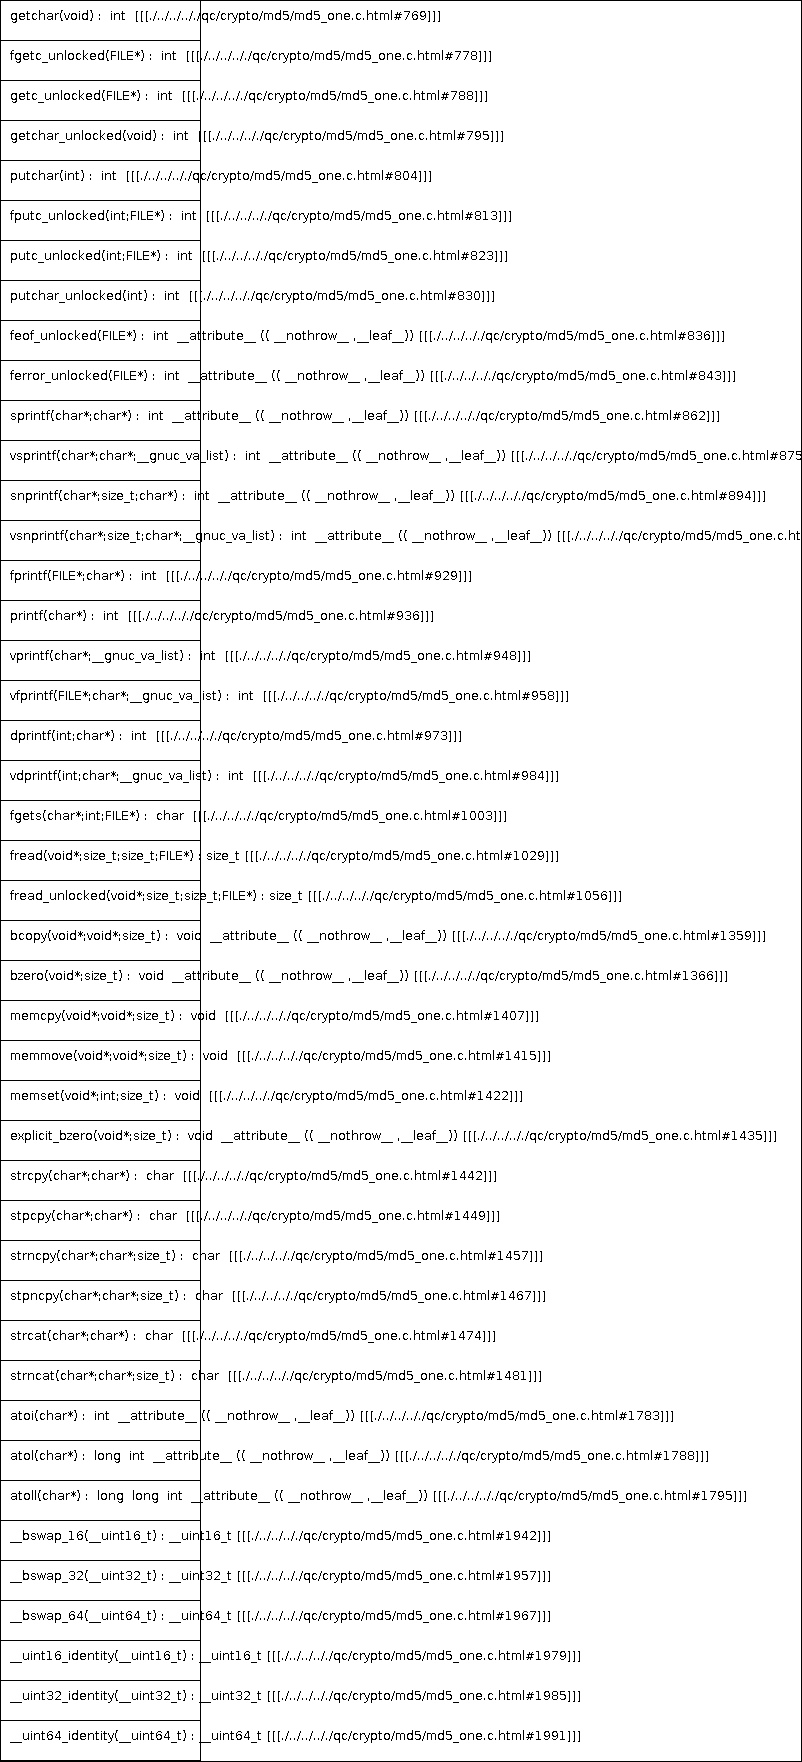 getchar(void) : int [[[./../../.././qc/crypto/md5/md5_one.c.html#769]]]
fgetc_unlocked(FILE*) : int [[[./../../.././qc/crypto/md5/md5_one.c.html#778]]]
getc_unlocked(FILE*) : int [[[./../../.././qc/crypto/md5/md5_one.c.html#788]]]
getchar_unlocked(void) : int [[[./../../.././qc/crypto/md5/md5_one.c.html#795]]]
putchar(int) : int [[[./../../.././qc/crypto/md5/md5_one.c.html#804]]]
fputc_unlocked(int;FILE*) : int [[[./../../.././qc/crypto/md5/md5_one.c.html#813]]]
putc_unlocked(int;FILE*) : int [[[./../../.././qc/crypto/md5/md5_one.c.html#823]]]
putchar_unlocked(int) : int [[[./../../.././qc/crypto/md5/md5_one.c.html#830]]]
feof_unlocked(FILE*) : int __attribute__ (( __nothrow__ ,__leaf__)) [[[./../../.././qc/crypto/md5/md5_one.c.html#836]]]
ferror_unlocked(FILE*) : int __attribute__ (( __nothrow__ ,__leaf__)) [[[./../../.././qc/crypto/md5/md5_one.c.html#843]]]
sprintf(char*;char*) : int __attribute__ (( __nothrow__ ,__leaf__)) [[[./../../.././qc/crypto/md5/md5_one.c.html#862]]]
vsprintf(char*;char*;__gnuc_va_list) : int __attribute__ (( __nothrow__ ,__leaf__)) [[[./../../.././qc/crypto/md5/md5_one.c.html#875
snprintf(char*;size_t;char*) : int __attribute__ (( __nothrow__ ,__leaf__)) [[[./../../.././qc/crypto/md5/md5_one.c.html#894]]]
vsnprintf(char*;size_t;char*;__gnuc_va_list) : int __attribute__ (( __nothrow__ ,__leaf__)) [[[./../../.././qc/crypto/md5/md5_one.c.ht
fprintf(FILE*;char*) : int [[[./../../.././qc/crypto/md5/md5_one.c.html#929]]]
printf(char*) : int [[[./../../.././qc/crypto/md5/md5_one.c.html#936]]]
vprintf(char*;__gnuc_va_list) : int [[[./../../.././qc/crypto/md5/md5_one.c.html#948]]]
vfprintf(FILE*;char*;__gnuc_va_list) : int [[[./../../.././qc/crypto/md5/md5_one.c.html#958]]]
dprintf(int;char*) : int [[[./../../.././qc/crypto/md5/md5_one.c.html#973]]]
vdprintf(int;char*;__gnuc_va_list) : int [[[./../../.././qc/crypto/md5/md5_one.c.html#984]]]
fgets(char*;int;FILE*) : char [[[./../../.././qc/crypto/md5/md5_one.c.html#1003]]]
fread(void*;size_t;size_t;FILE*) : size_t [[[./../../.././qc/crypto/md5/md5_one.c.html#1029]]]
fread_unlocked(void*;size_t;size_t;FILE*) : size_t [[[./../../.././qc/crypto/md5/md5_one.c.html#1056]]]
bcopy(void*;void*;size_t) : void __attribute__ (( __nothrow__ ,__leaf__)) [[[./../../.././qc/crypto/md5/md5_one.c.html#1359]]]
bzero(void*;size_t) : void __attribute__ (( __nothrow__ ,__leaf__)) [[[./../../.././qc/crypto/md5/md5_one.c.html#1366]]]
memcpy(void*;void*;size_t) : void [[[./../../.././qc/crypto/md5/md5_one.c.html#1407]]]
memmove(void*;void*;size_t) : void [[[./../../.././qc/crypto/md5/md5_one.c.html#1415]]]
memset(void*;int;size_t) : void [[[./../../.././qc/crypto/md5/md5_one.c.html#1422]]]
explicit_bzero(void*;size_t) : void __attribute__ (( __nothrow__ ,__leaf__)) [[[./../../.././qc/crypto/md5/md5_one.c.html#1435]]]
strcpy(char*;char*) : char [[[./../../.././qc/crypto/md5/md5_one.c.html#1442]]]
stpcpy(char*;char*) : char [[[./../../.././qc/crypto/md5/md5_one.c.html#1449]]]
strncpy(char*;char*;size_t) : char [[[./../../.././qc/crypto/md5/md5_one.c.html#1457]]]
stpncpy(char*;char*;size_t) : char [[[./../../.././qc/crypto/md5/md5_one.c.html#1467]]]
strcat(char*;char*) : char [[[./../../.././qc/crypto/md5/md5_one.c.html#1474]]]
strncat(char*;char*;size_t) : char [[[./../../.././qc/crypto/md5/md5_one.c.html#1481]]]
atoi(char*) : int __attribute__ (( __nothrow__ ,__leaf__)) [[[./../../.././qc/crypto/md5/md5_one.c.html#1783]]]
atol(char*) : long int __attribute__ (( __nothrow__ ,__leaf__)) [[[./../../.././qc/crypto/md5/md5_one.c.html#1788]]]
atoll(char*) : long long int __attribute__ (( __nothrow__ ,__leaf__)) [[[./../../.././qc/crypto/md5/md5_one.c.html#1795]]]
__bswap_16(__uint16_t) : __uint16_t [[[./../../.././qc/crypto/md5/md5_one.c.html#1942]]]
__bswap_32(__uint32_t) : __uint32_t [[[./../../.././qc/crypto/md5/md5_one.c.html#1957]]]
__bswap_64(__uint64_t) : __uint64_t [[[./../../.././qc/crypto/md5/md5_one.c.html#1967]]]
__uint16_identity(__uint16_t) : __uint16_t [[[./../../.././qc/crypto/md5/md5_one.c.html#1979]]]
__uint32_identity(__uint32_t) : __uint32_t [[[./../../.././qc/crypto/md5/md5_one.c.html#1985]]]
__uint64_identity(__uint64_t) : __uint64_t [[[./../../.././qc/crypto/md5/md5_one.c.html#1991]]]